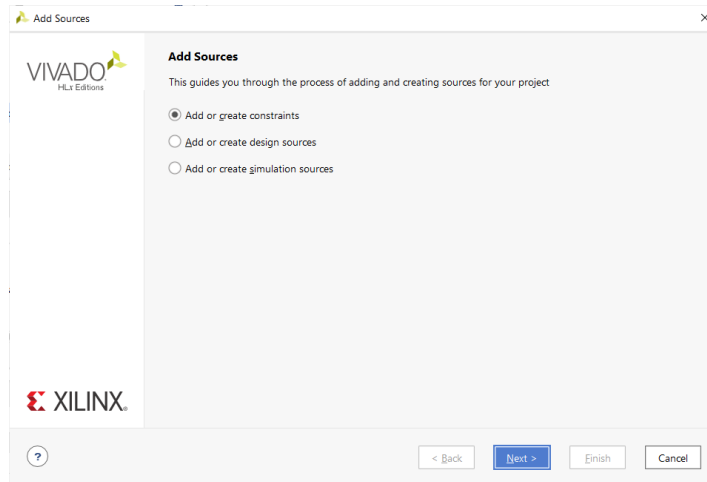 Add Sources
VIVADO
HLx Editions
Add Sources
This guides you through the process of adding and creating sources for your project
Add or create constraints
Add or create design sources
Add or create simulation sources
XILINX
?
< Back
Next >
Finish
Cancel